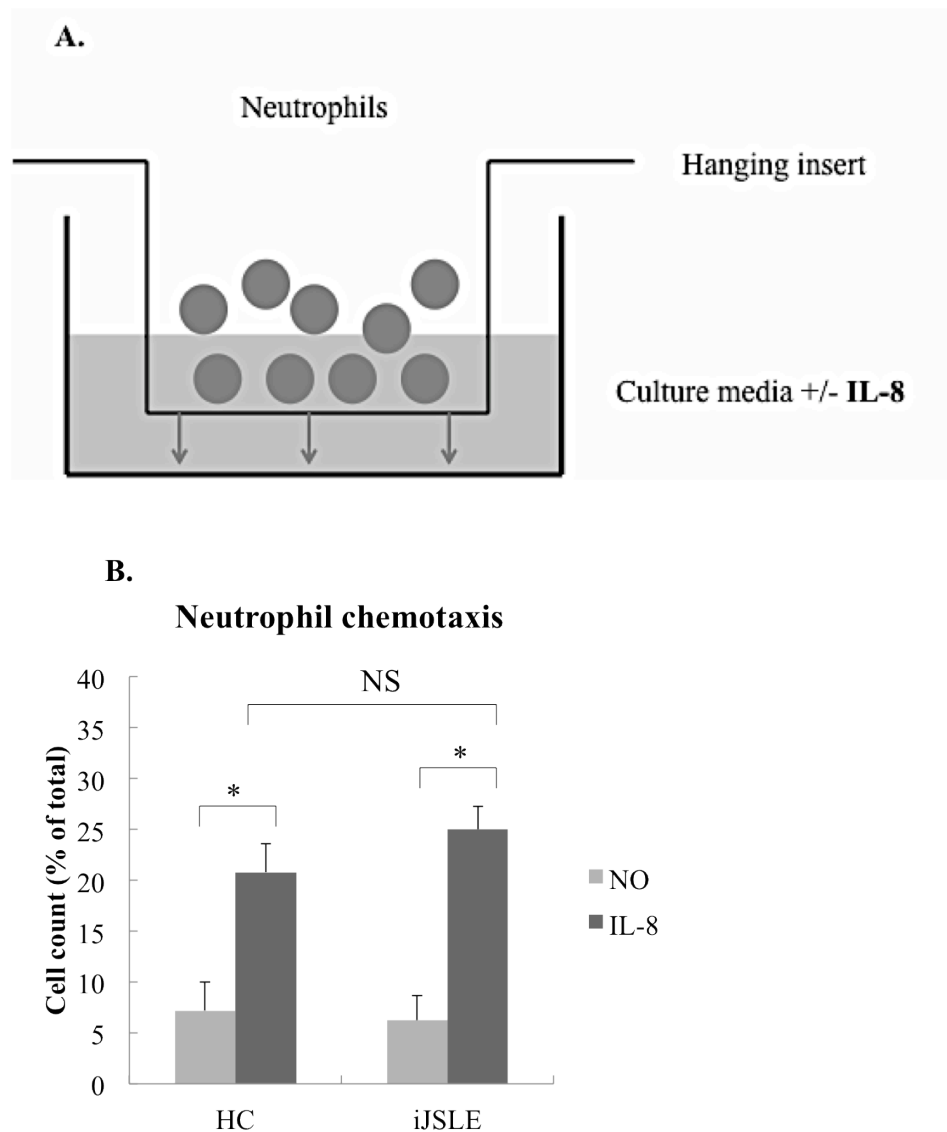 A.
Neutrophils
Hanging insert
Culture media +/- IL-8
B.
Neutrophil chemotaxis
Cell count (% of total)
40
35
30
25
20
15
10
5
0
NS
*
*
NO
IL-8
HC
iJSLE